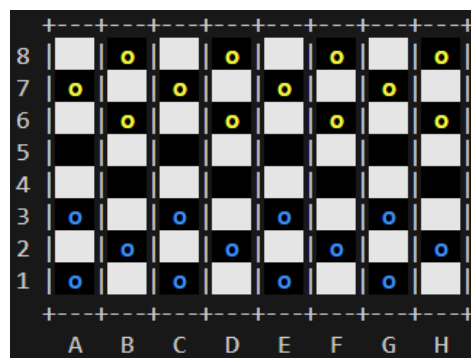 +---+---+---+---+---+---+---+---+
8 |   | o |   | o |   | o |   | o |
7 | o |   | o |   | o |   | o |   |
6 |   | o |   | o |   | o |   | o |
5 |   |   |   |   |   |   |   |   |
4 |   |   |   |   |   |   |   |   |
3 | o |   | o |   | o |   | o |   |
2 |   | o |   | o |   | o |   | o |
1 | o |   | o |   | o |   | o |   |
+---+---+---+---+---+---+---+---+
A B C D E F G H